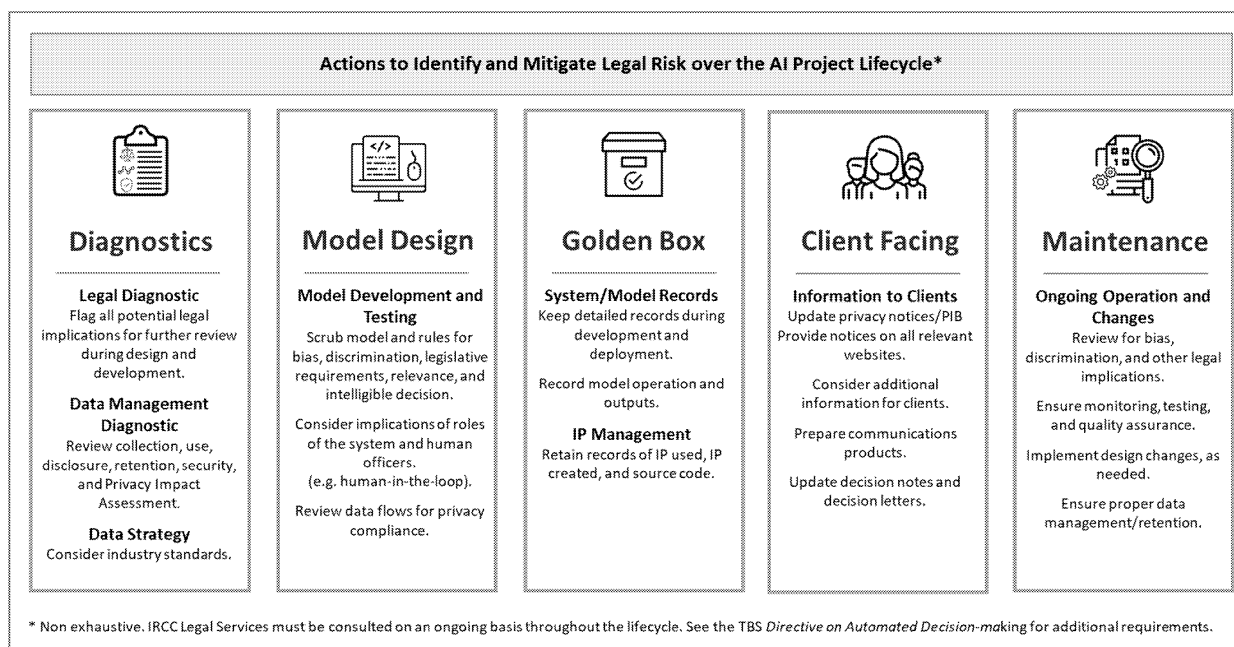 Actions to Identify and Mitigate Legal Risk over the AI Project Lifecycle*
</>
Diagnostics
Legal Diagnostic
Flag all potential legal
implications for further review
during design and
development.
Data Management
Diagnostic
Review collection, use,
disclosure, retention, security,
and Privacy Impact
Assessment.
Data Strategy
Consider industry standards.
Model Design
Model Development and
Testing
Scrub model and rules for
bias, discrimination, legislative
requirements, relevance, and
intelligible decision.
Consider implications of roles
of the system and human
officers.
(e.g. human-in-the-loop).
Review data flows for privacy
compliance.
Golden Box
System/Model Records
Keep detailed records during
development and
deployment.
Record model operation and
outputs.
IP Management
Retain records of IP used, IP
created, and source code.
Client Facing
Information to Clients
Update privacy notices/PIB
Provide notices on all relevant
websites.
Consider additional
information for clients.
Prepare communications
products.
Update decision notes and
decision letters.
Maintenance
Ongoing Operation and
Changes
Review for bias,
discrimination, and other legal
implications.
Ensure monitoring, testing,
and quality assurance.
Implement design changes, as
needed.
Ensure proper data
management/retention.
* Non exhaustive. IRCC Legal Services must be consulted on an ongoing basis throughout the lifecycle. See the TBS Directive on Automated Decision-making for additional requirements.